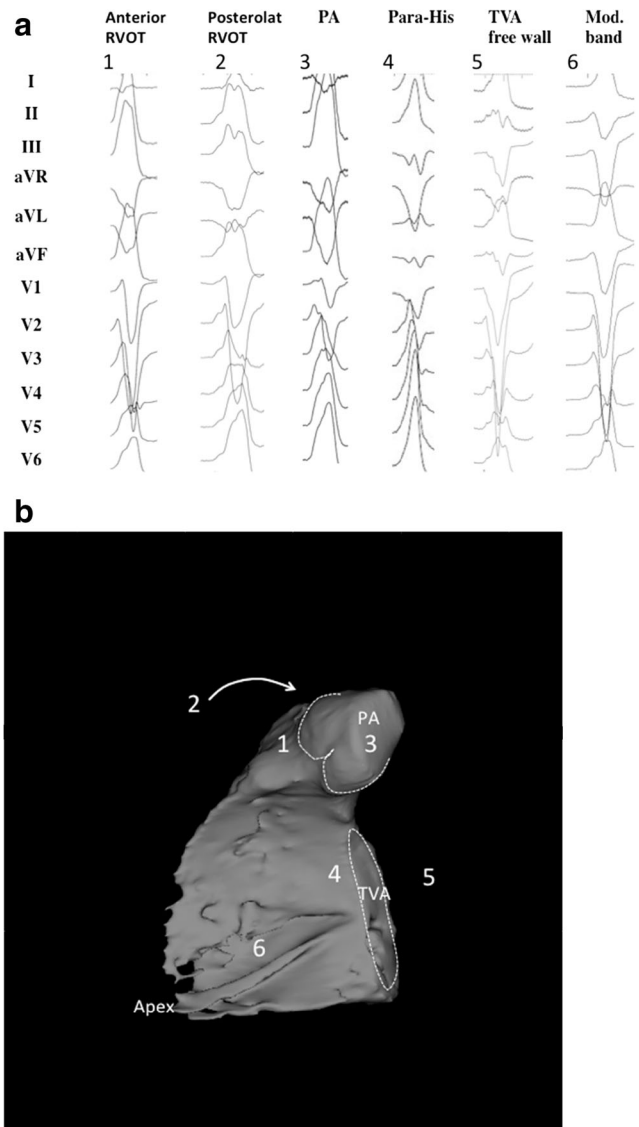 a
Anterior RVOT
Posterolat RVOT
PA
Para-His
TVA free wall
Mod. band
1
2
3
4
5
6
I
II
III
aVR
aVL
aVF
V1
V2
V3
V4
V5
V6
b
2
PA
1
3
4
5
TVA
6
Apex